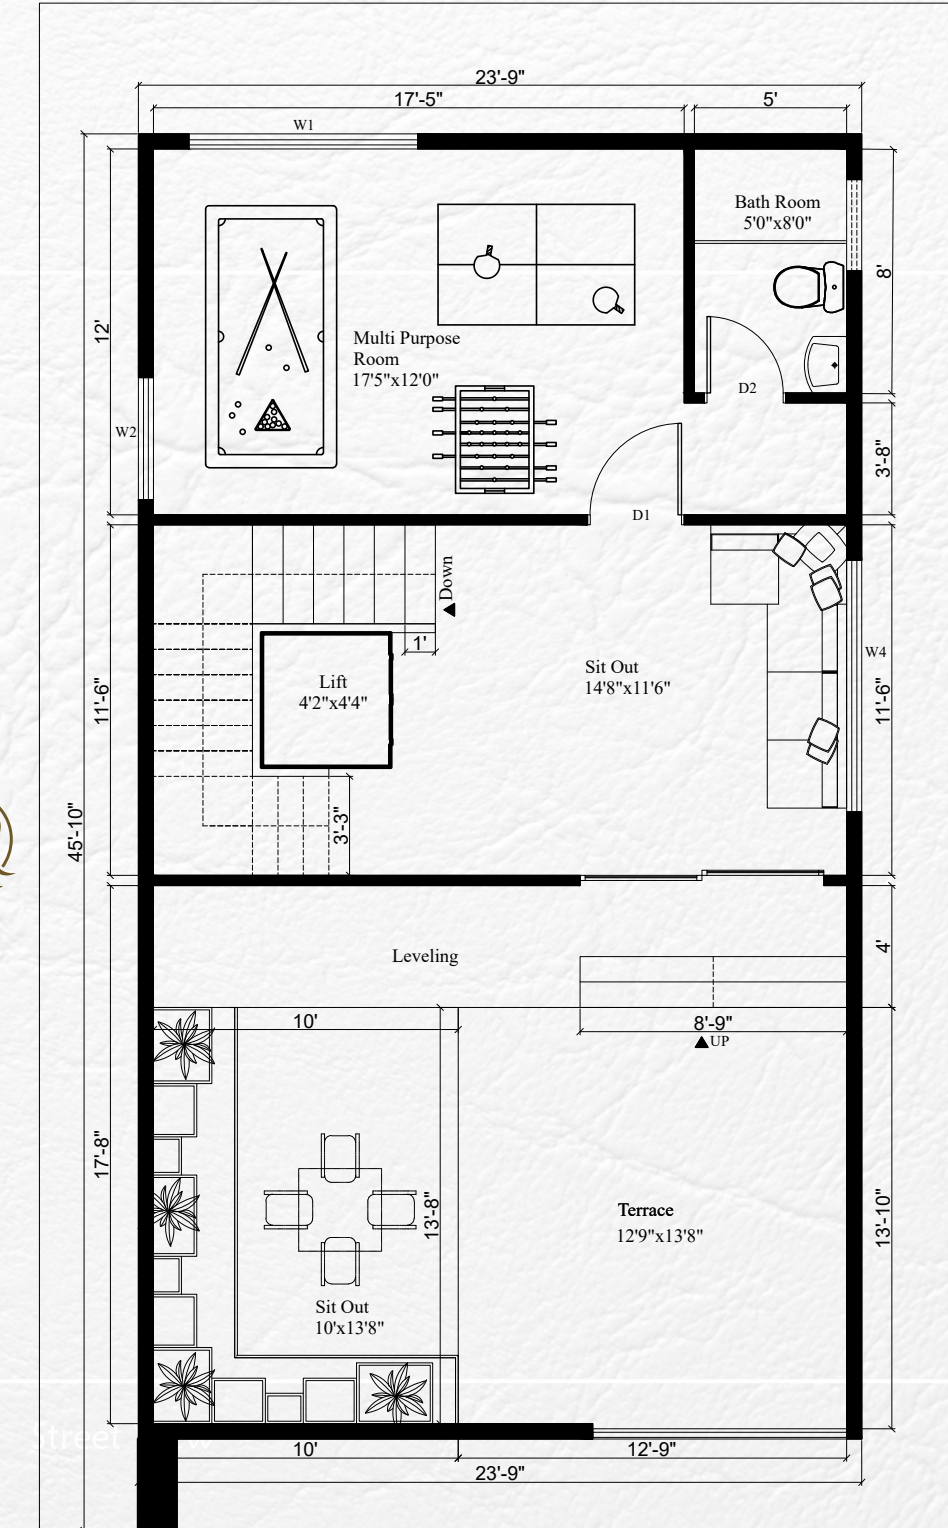 23'-9"
17'-5"
5'
W1
Bath Room
5'0"x8'0"
8'
12'
Multi Purpose
Room
17'5"x12'0"
D2
W2
3'-8"
D1
Down
1'
Sit Out
14'8"x11'6"
W4
Lift
4'2"x4'4"
11'-6"
11'-6"
3'-3"
45'-10"
Leveling
4'
10'
8'-9"
UP
17'-8"
13'-8"
Terrace
12'9"x13'8"
13'-10"
Sit Out
10'x13'8"
Street
10'
12'-9"
23'-9"